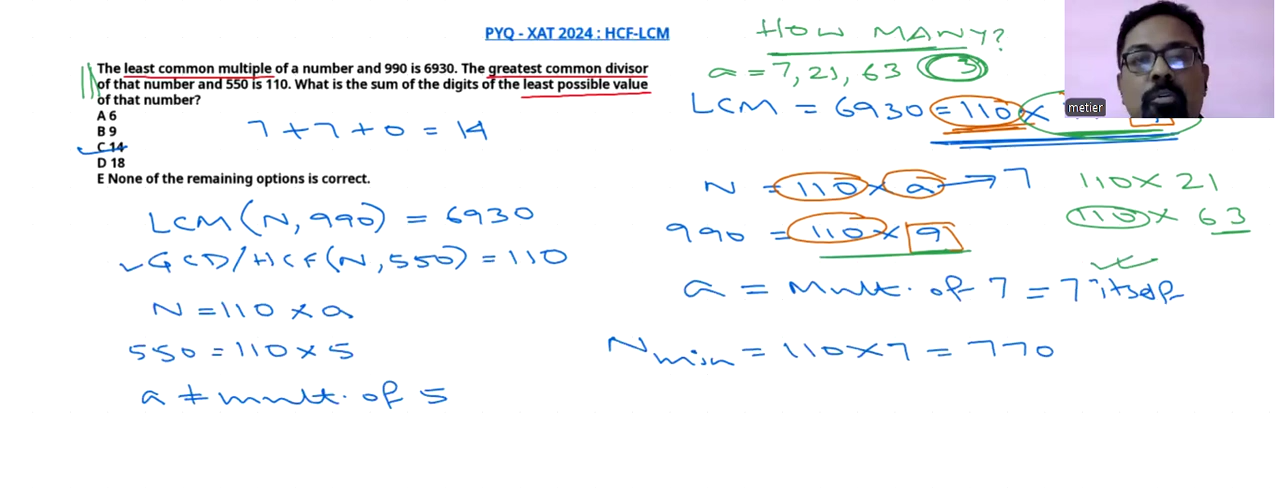 PYQ - XAT 2024 : HCF-LCM
The least common multiple of a number and 990 is 6930. The greatest common divisor
of that number and 550 is 110. What is the sum of the digits of the least possible value
of that number?
A 6
B 9
C 14
D 18
E None of the remaining options is correct.
7+7+0 = 14
LCM(N,990) = 6930
GCD/HCF(N,550) = 110
N = 110 × a
550 = 110 × 5
a ≠ mult. of 5
HOW MANY?
a = 7, 21, 63 3
LCM = 6930 = 110 ×
metier
N = 110 × a → 7
110 × 21
990 = 110 × 9
110 × 63
a = Mult. of 7 = 7 itself
Nmin = 110 × 7 = 770